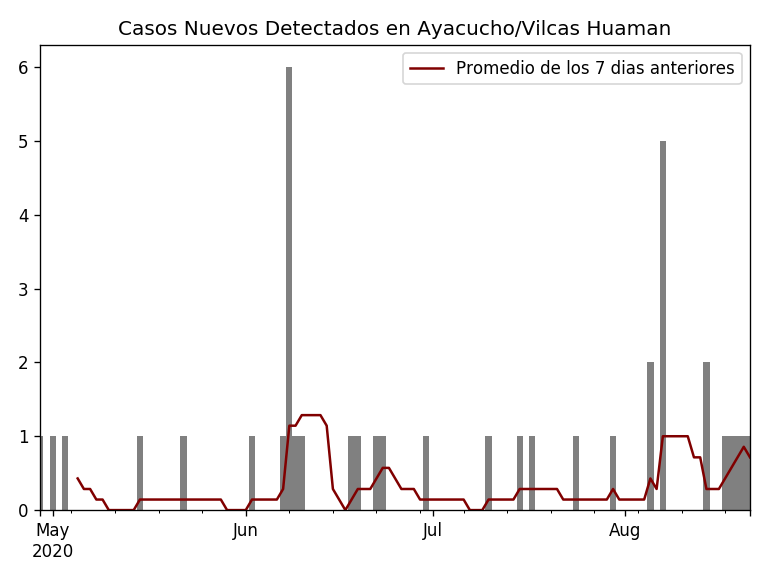 Casos Nuevos Detectados en Ayacucho/Vilcas Huaman
Promedio de los 7 dias anteriores
6
5
4
3
2
1
0
May Jun Jul Aug
2020